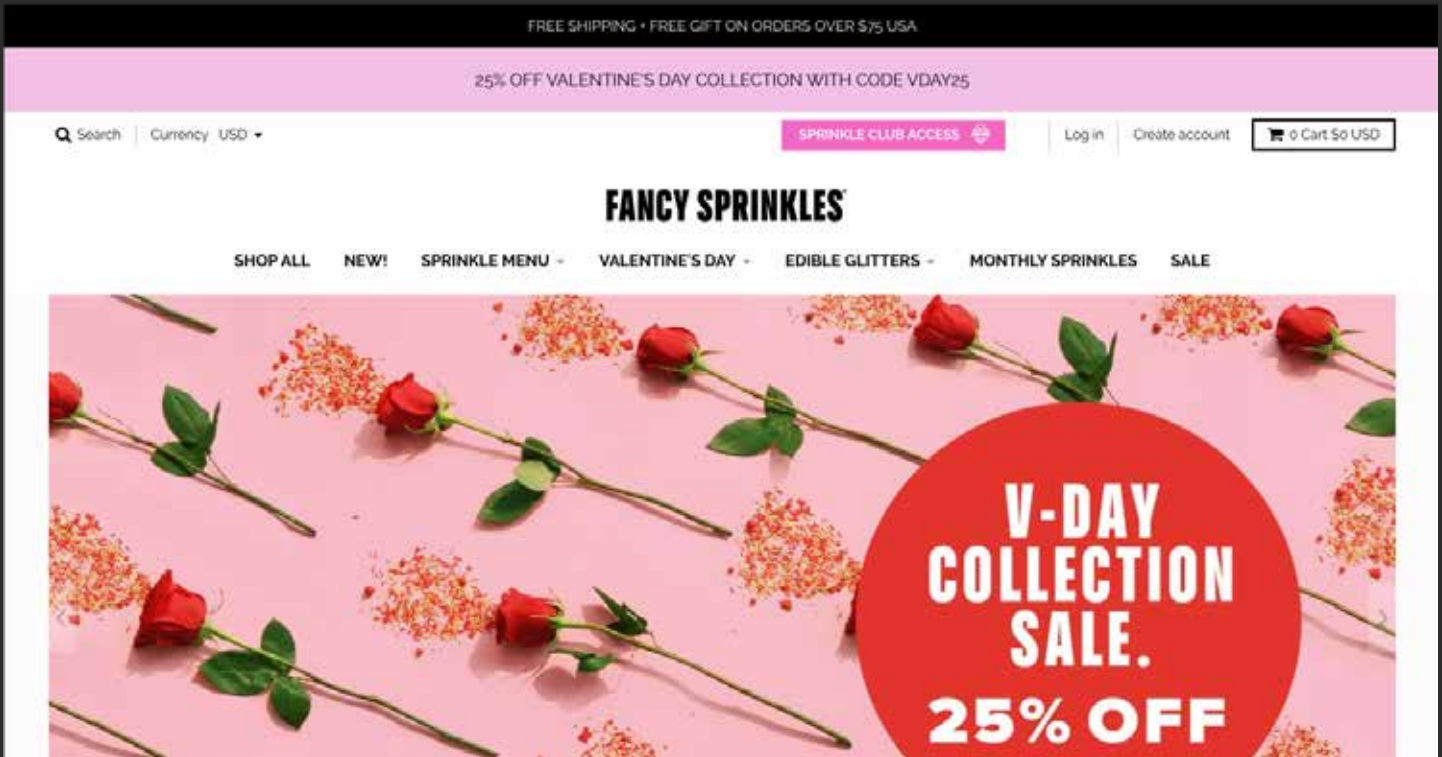 FREE SHIPPING + FREE GIFT ON ORDERS OVER $75 USA
25% OFF VALENTINE'S DAY COLLECTION WITH CODE VDAY25
Search Currency USD SPRINKLE CLUB ACCESS Log in Create account 0 Cart $0 USD
FANCY SPRINKLES
SHOP ALL NEW! SPRINKLE MENU VALENTINE'S DAY EDIBLE GLITTERS MONTHLY SPRINKLES SALE
V-DAY
COLLECTION
SALE.
25% OFF